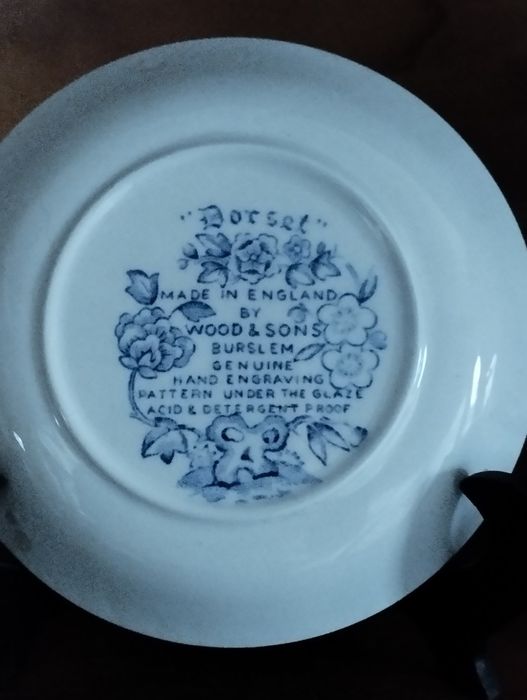 "Dorset"
MADE IN ENGLAND
BY
WOOD & SONS
BURSLEM
GENUINE
HAND ENGRAVING
PATTERN UNDER THE GLAZE
ACID & DETERGENT PROOF